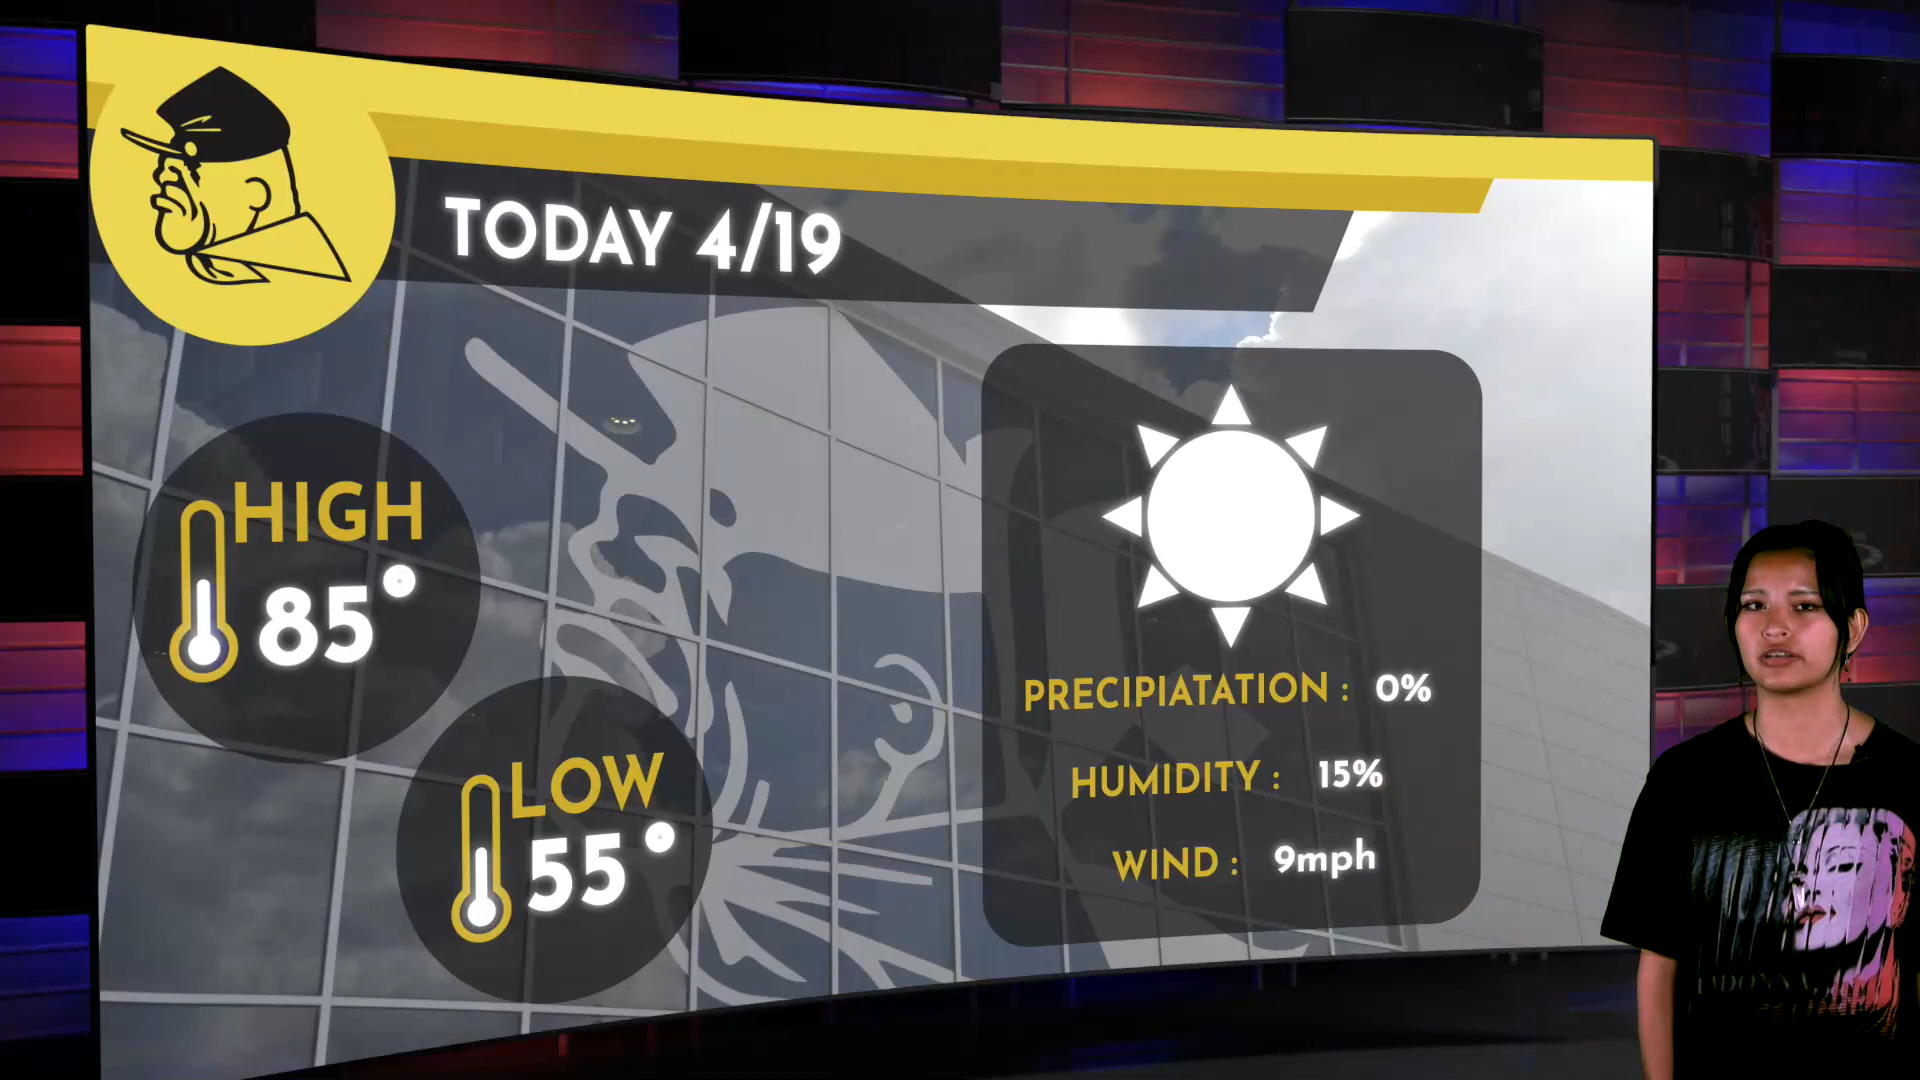 TODAY 4/19
HIGH
85°
LOW
55°
PRECIPIATATION : 0%
HUMIDITY : 15%
WIND : 9mph